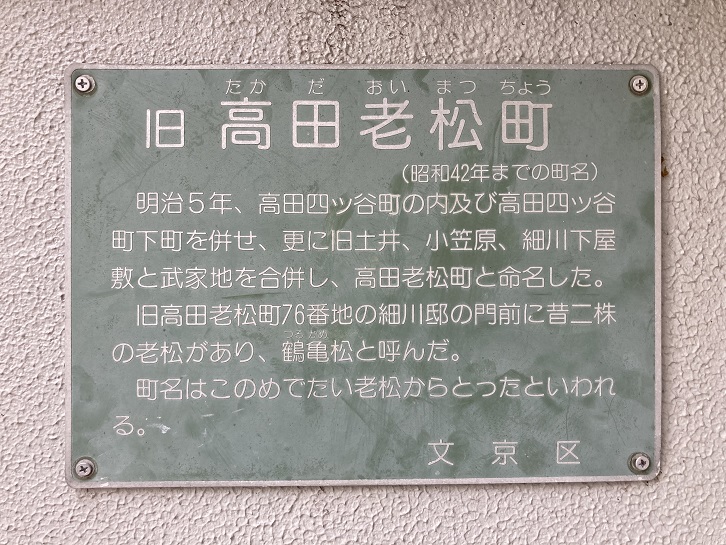 たか だ おい まつ ちょう
旧 高田老松町
(昭和42年までの町名)
明治5年、高田四ツ谷町の内及び高田四ツ谷
町下町を併せ、更に旧土井、小笠原、細川下屋
敷と武家地を合併し、高田老松町と命名した。
旧高田老松町76番地の細川邸の門前に昔二株
つる かめ
の老松があり、鶴亀松と呼んだ。
町名はこのめでたい老松からとったといわれ
る。
文京区